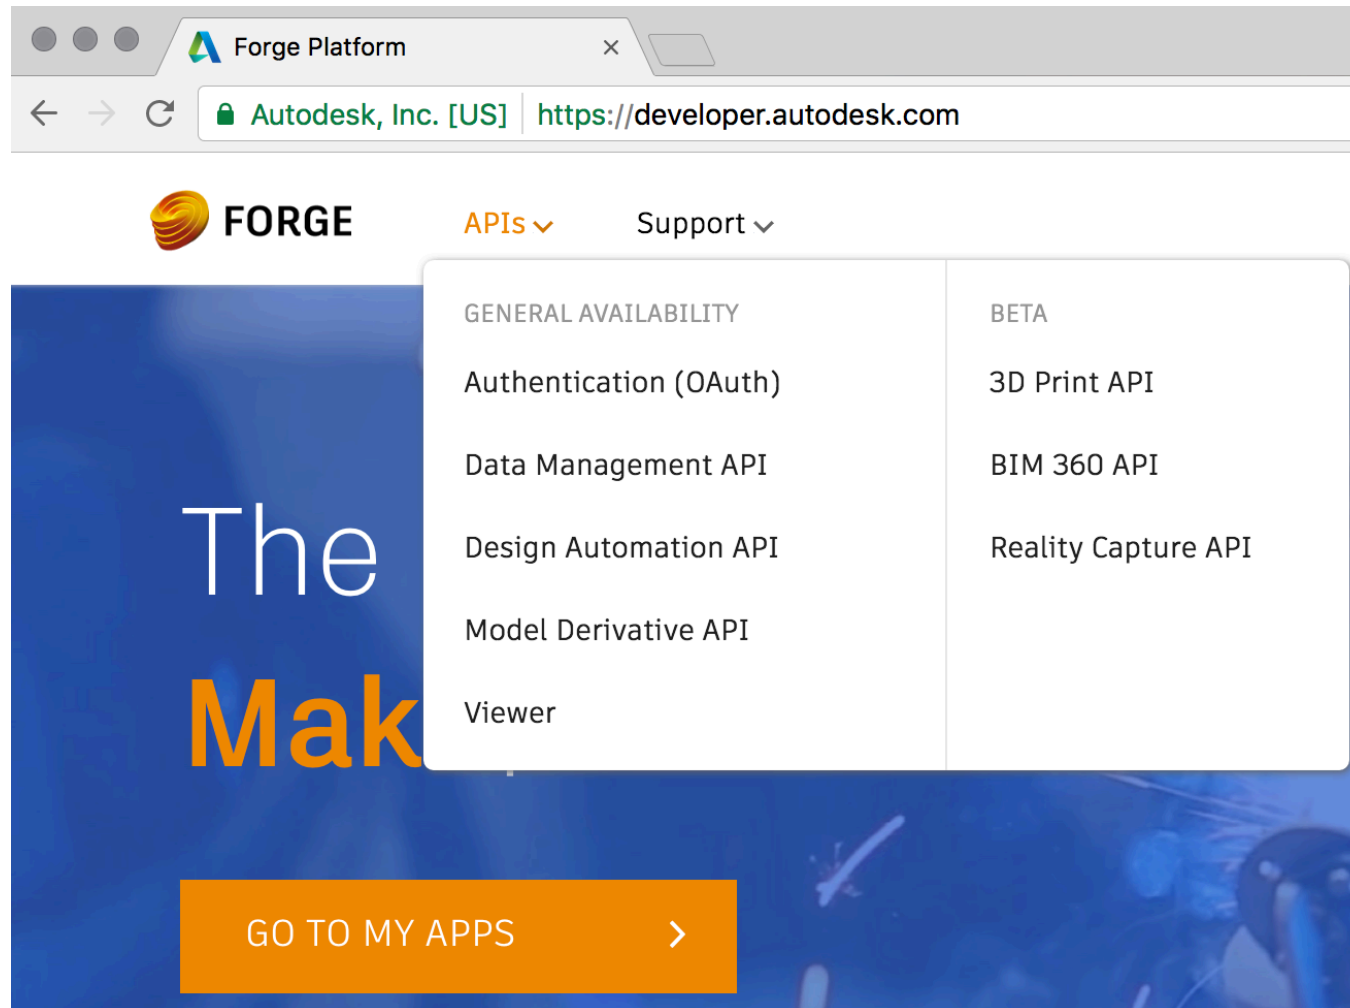 Forge Platform
Autodesk, Inc. [US] https://developer.autodesk.com
FORGE APIs Support
GENERAL AVAILABILITY
Authentication (OAuth)
Data Management API
Design Automation API
Model Derivative API
Viewer
BETA
3D Print API
BIM 360 API
Reality Capture API
The
Mak
GO TO MY APPS